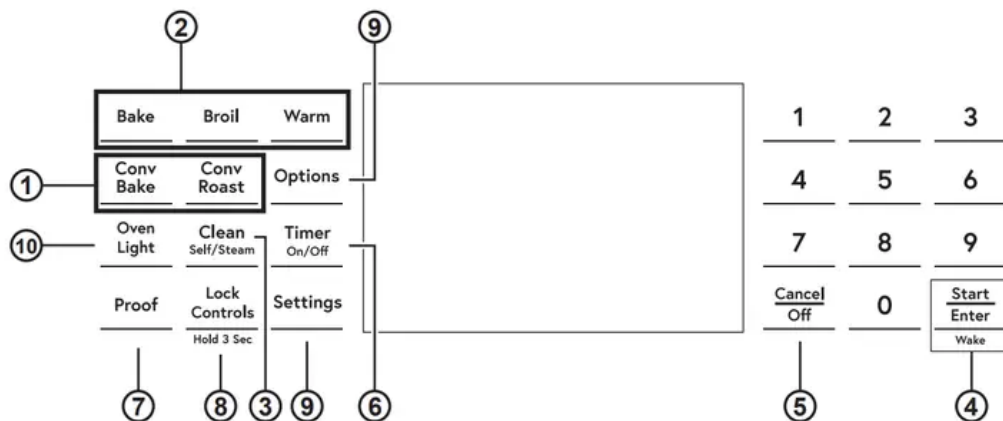 2
9
Bake
Broil
Warm
1
2
3
1
Conv
Bake
Conv
Roast
Options
4
5
6
10
Oven
Light
Clean
Self/Steam
Timer
On/Off
7
8
9
Proof
Lock
Controls
Hold 3 Sec
Settings
Cancel
Off
0
Start
Enter
Wake
7
8
3
9
6
5
4